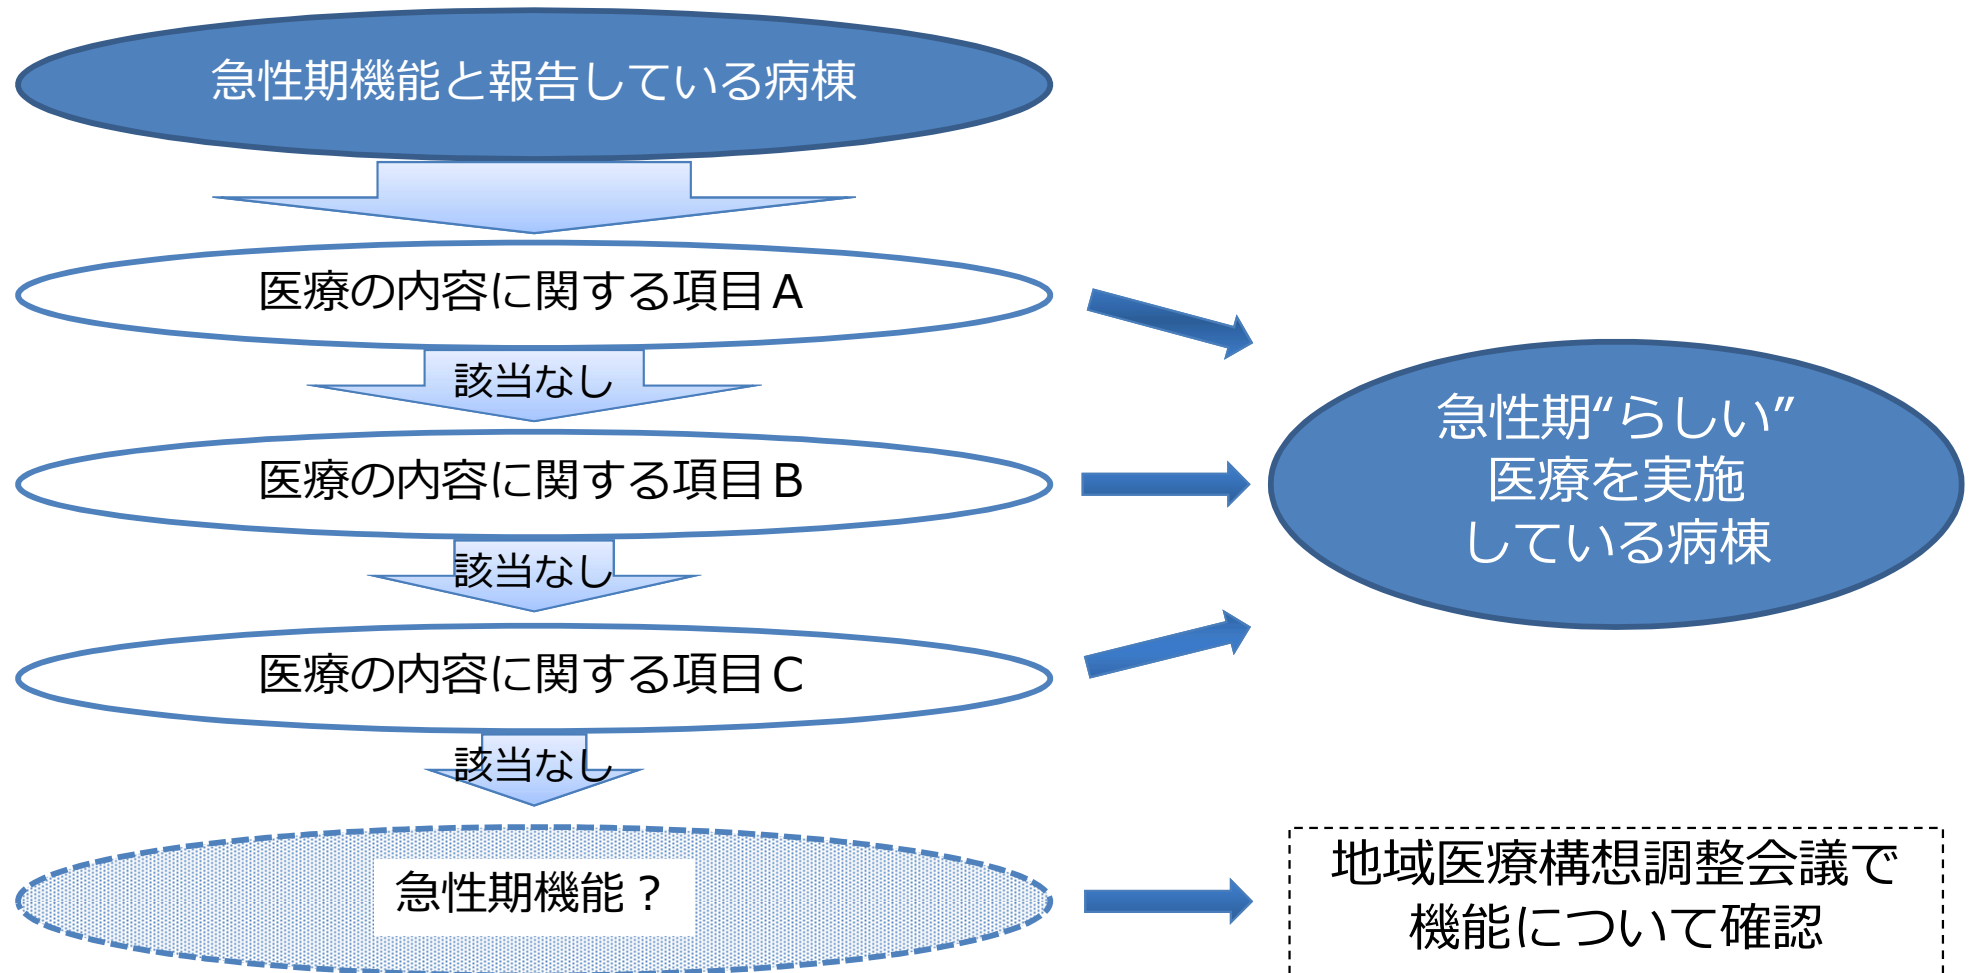 急性期機能と報告している病棟
医療の内容に関する項目A
該当なし
医療の内容に関する項目B
該当なし
医療の内容に関する項目C
該当なし
急性期機能？
急性期“らしい”
医療を実施
している病棟
地域医療構想調整会議で
機能について確認